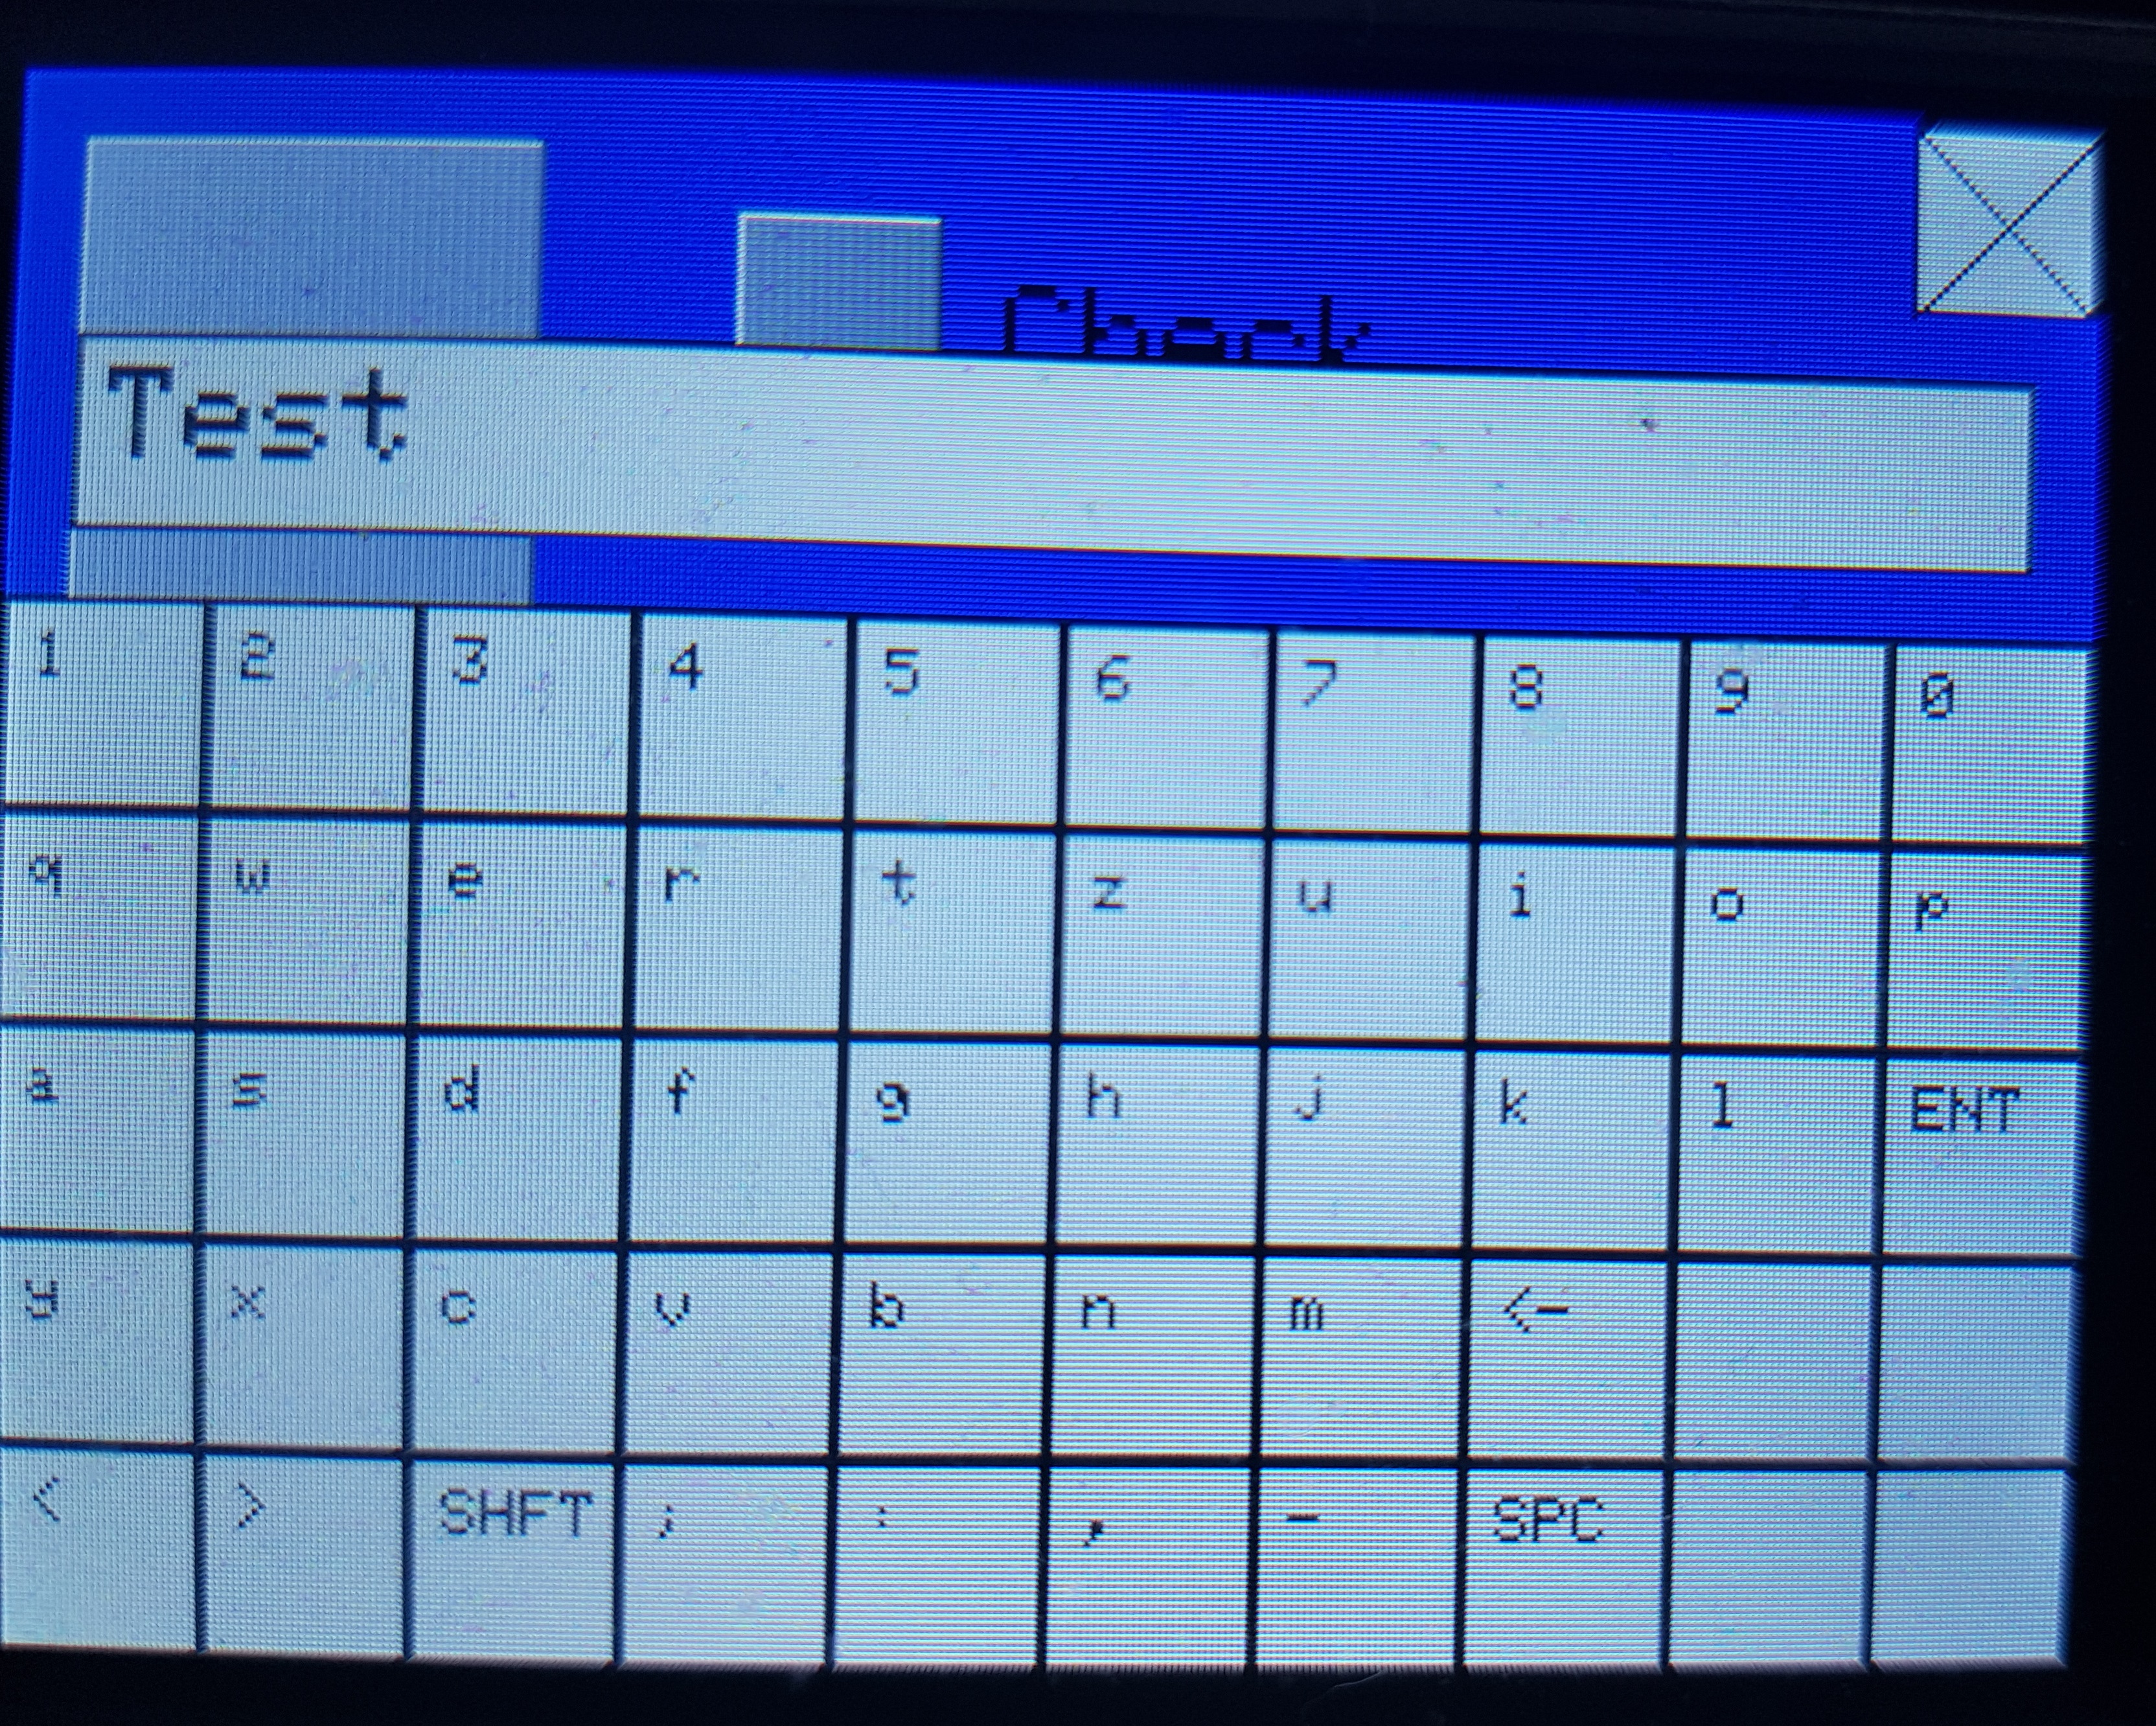 Check
Test
1 2 3 4 5 6 7 8 9 0
q w e r t z u i o p
a s d f g h j k l ENT
y x c v b n m <-
< > SHFT ; : , - SPC